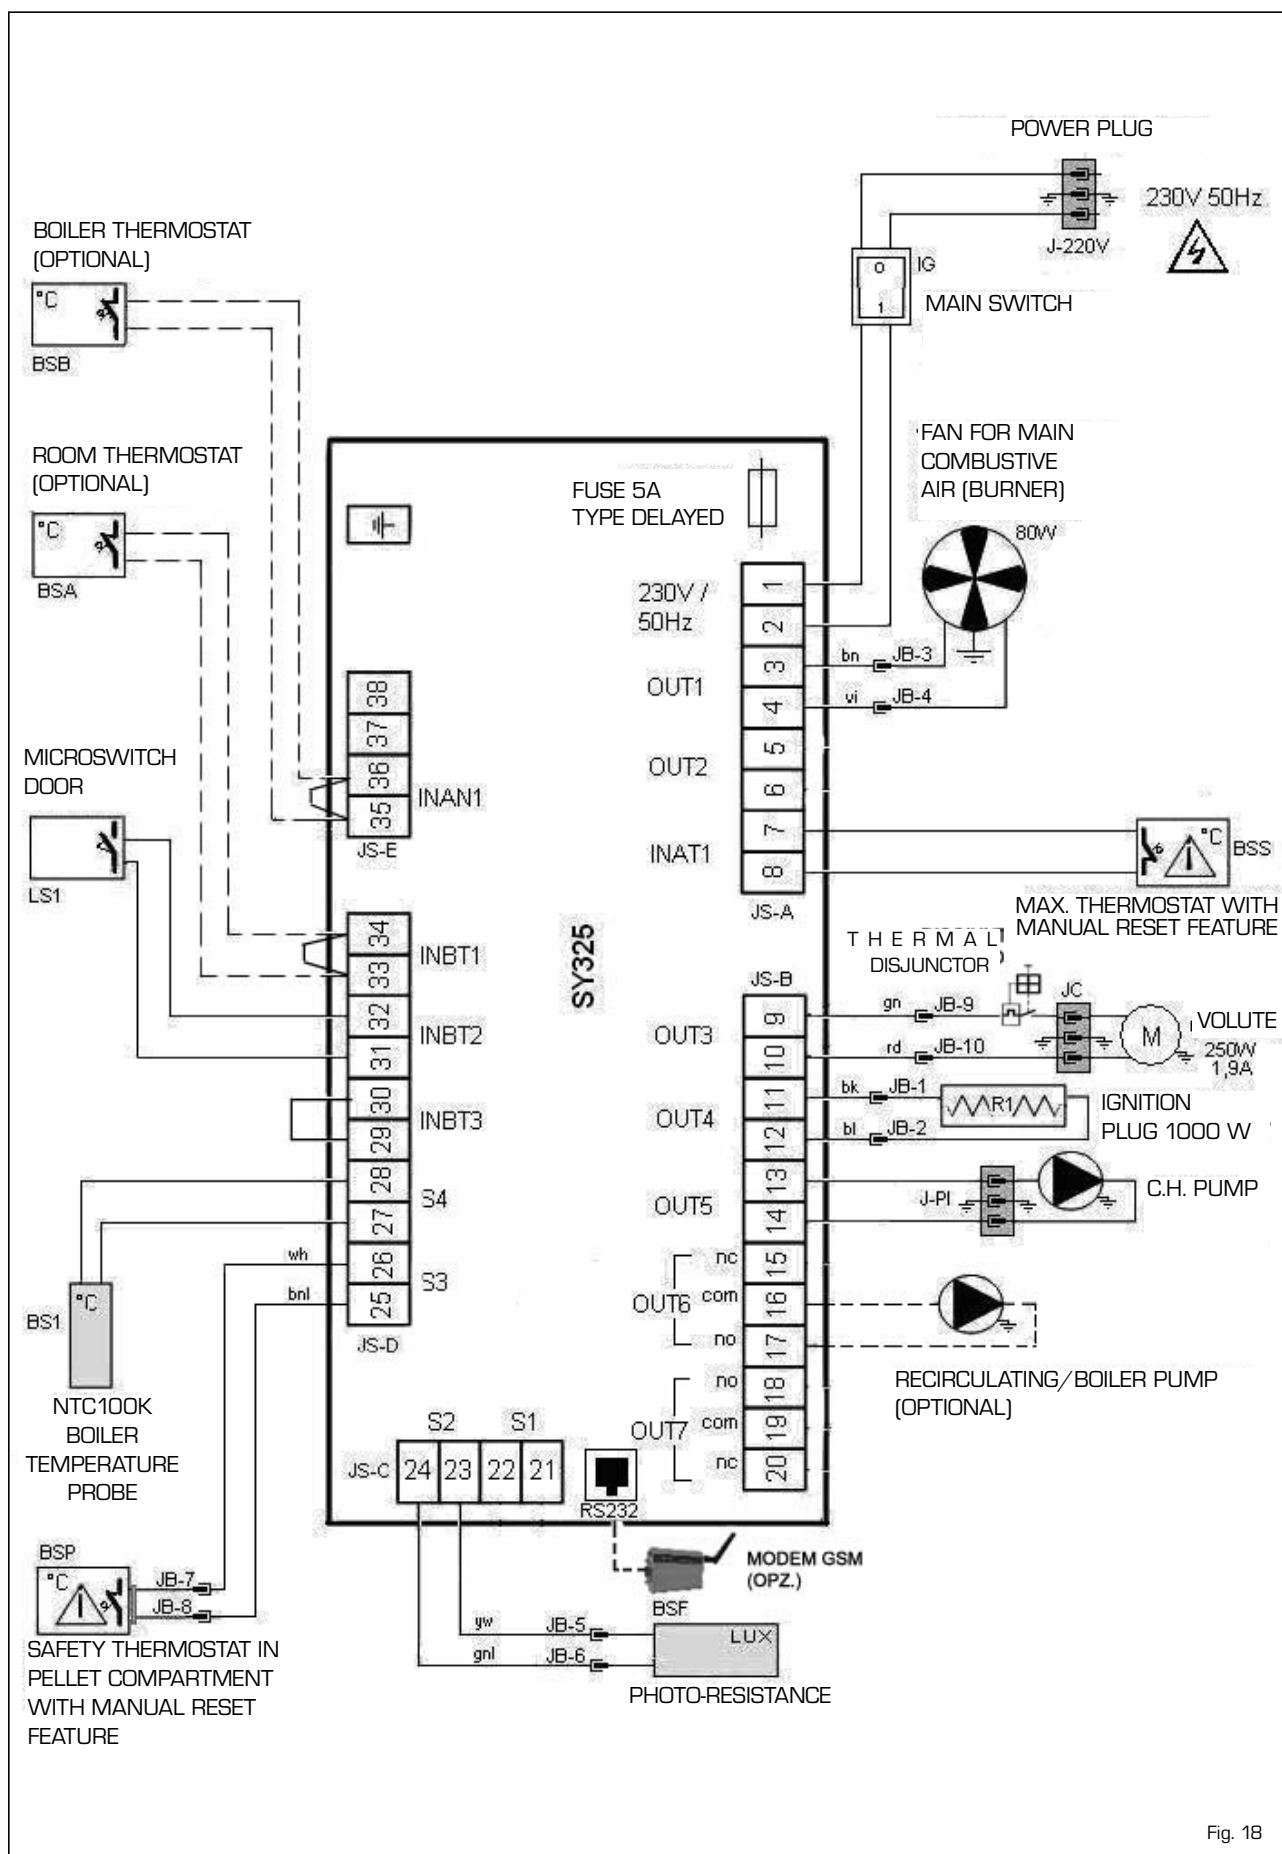 POWER PLUG
230V 50Hz
J-220V
BOILER THERMOSTAT
(OPTIONAL)
°C
BSB
0
1
IG
MAIN SWITCH
ROOM THERMOSTAT
(OPTIONAL)
°C
BSA
FAN FOR MAIN
COMBUSTIVE
AIR (BURNER)
80W
FUSE 5A
TYPE DELAYED
230V /
50Hz
1
2
OUT1
3
4
bn
JB-3
vi
JB-4
OUT2
5
6
INAT1
7
8
JS-A
°C
BSS
MAX. THERMOSTAT WITH
MANUAL RESET FEATURE
38
37
36
35
INAN1
JS-E
MICROSWITCH
DOOR
LS1
34
33
INBT1
32
31
INBT2
30
29
INBT3
28
27
S4
26
25
S3
JS-D
wh
bnl
SY325
THERMAL
DISJUNCTOR
JS-B
OUT3
9
10
gn
JB-9
rd
JB-10
JC
M
VOLUTE
250W
1,9A
OUT4
11
12
bk
JB-1
bl
JB-2
R1
IGNITION
PLUG 1000 W
OUT5
13
14
J-PI
C.H. PUMP
OUT6
nc
15
com
16
no
17
RECIRCULATING/BOILER PUMP
(OPTIONAL)
OUT7
no
18
com
19
nc
20
°C
BS1
NTC100K
BOILER
TEMPERATURE
PROBE
S2
S1
JS-C
24
23
22
21
RS232
MODEM GSM
(OPZ.)
BSP
°C
JB-7
JB-8
SAFETY THERMOSTAT IN
PELLET COMPARTMENT
WITH MANUAL RESET
FEATURE
BSF
yw
JB-5
gnl
JB-6
LUX
PHOTO-RESISTANCE
Fig. 18